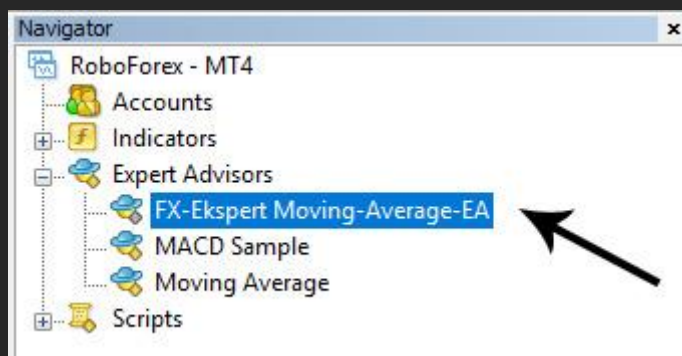 Navigator
RoboForex - MT4
Accounts
Indicators
Expert Advisors
FX-Ekspert Moving-Average-EA
MACD Sample
Moving Average
Scripts